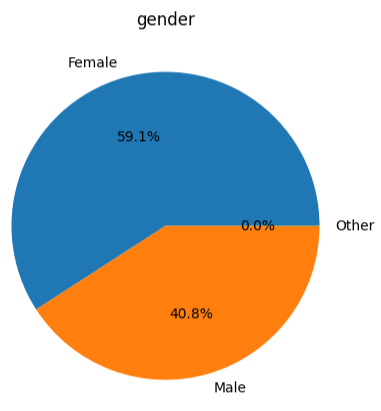 gender
Female
59.1%
0.0%
Other
40.8%
Male